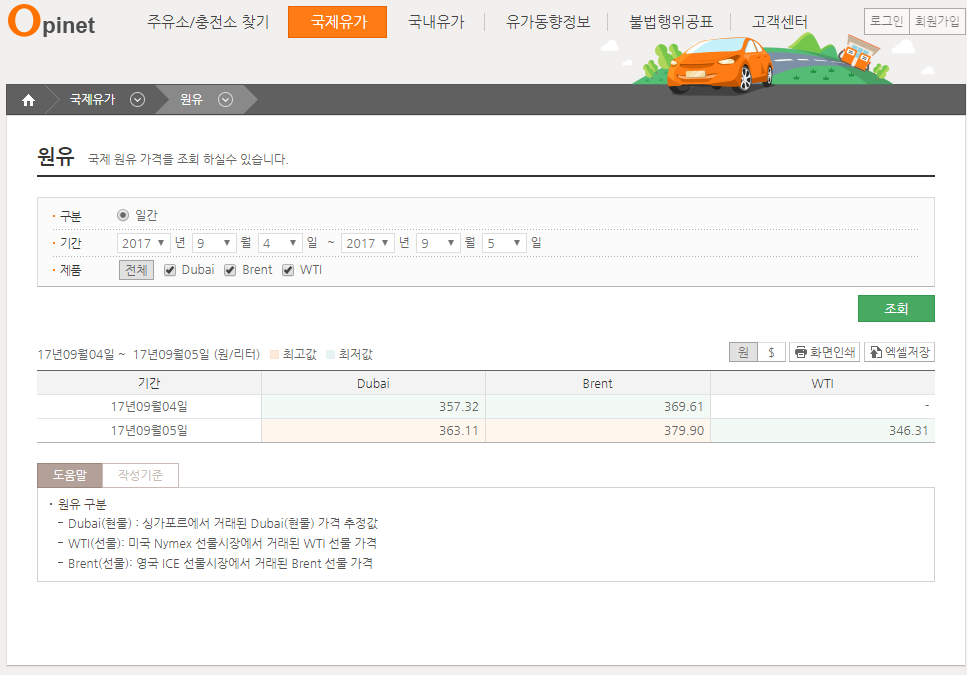 Opinet 주유소/충전소 찾기 국제유가 국내유가 유가동향정보 불법행위공표 고객센터 로그인 회원가입
국제유가 원유
원유 국제 원유 가격을 조회 하실수 있습니다.
· 구분 일간
· 기간 2017 년 9 월 4 일 ~ 2017 년 9 월 5 일
· 제품 전체 Dubai Brent WTI
조회
17년09월04일 ~ 17년09월05일 (원/리터) 최고값 최저값 원 $ 화면인쇄 엑셀저장
기간 Dubai Brent WTI
17년09월04일 357.32 369.61 -
17년09월05일 363.11 379.90 346.31
도움말 작성기준
· 원유 구분
- Dubai(현물) : 싱가포르에서 거래된 Dubai(현물) 가격 추정값
- WTI(선물): 미국 Nymex 선물시장에서 거래된 WTI 선물 가격
- Brent(선물): 영국 ICE 선물시장에서 거래된 Brent 선물 가격